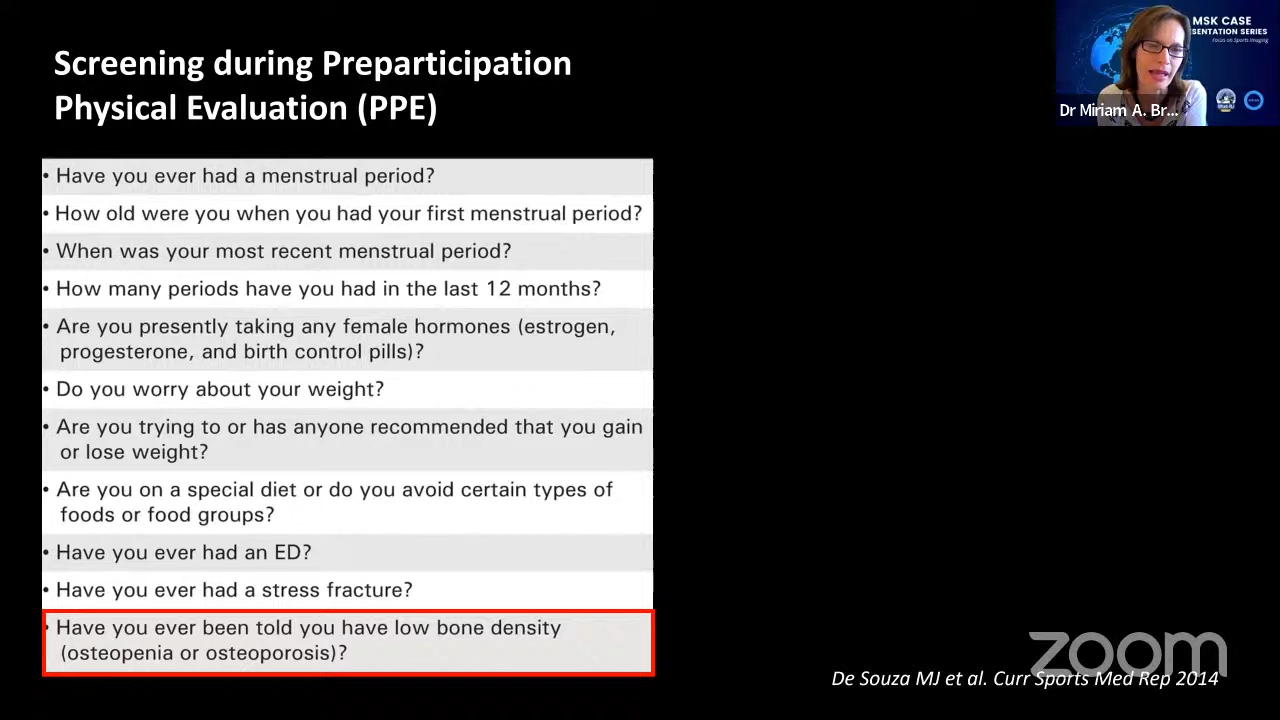 Screening during Preparticipation
Physical Evaluation (PPE)
MSK CASE
SENTATION SERIES
Focus on Sports Imaging
Dr Miriam A. Br...
• Have you ever had a menstrual period?
• How old were you when you had your first menstrual period?
• When was your most recent menstrual period?
• How many periods have you had in the last 12 months?
• Are you presently taking any female hormones (estrogen,
progesterone, and birth control pills)?
• Do you worry about your weight?
• Are you trying to or has anyone recommended that you gain
or lose weight?
• Are you on a special diet or do you avoid certain types of
foods or food groups?
• Have you ever had an ED?
• Have you ever had a stress fracture?
• Have you ever been told you have low bone density
(osteopenia or osteoporosis)?
zoom
De Souza MJ et al. Curr Sports Med Rep 2014